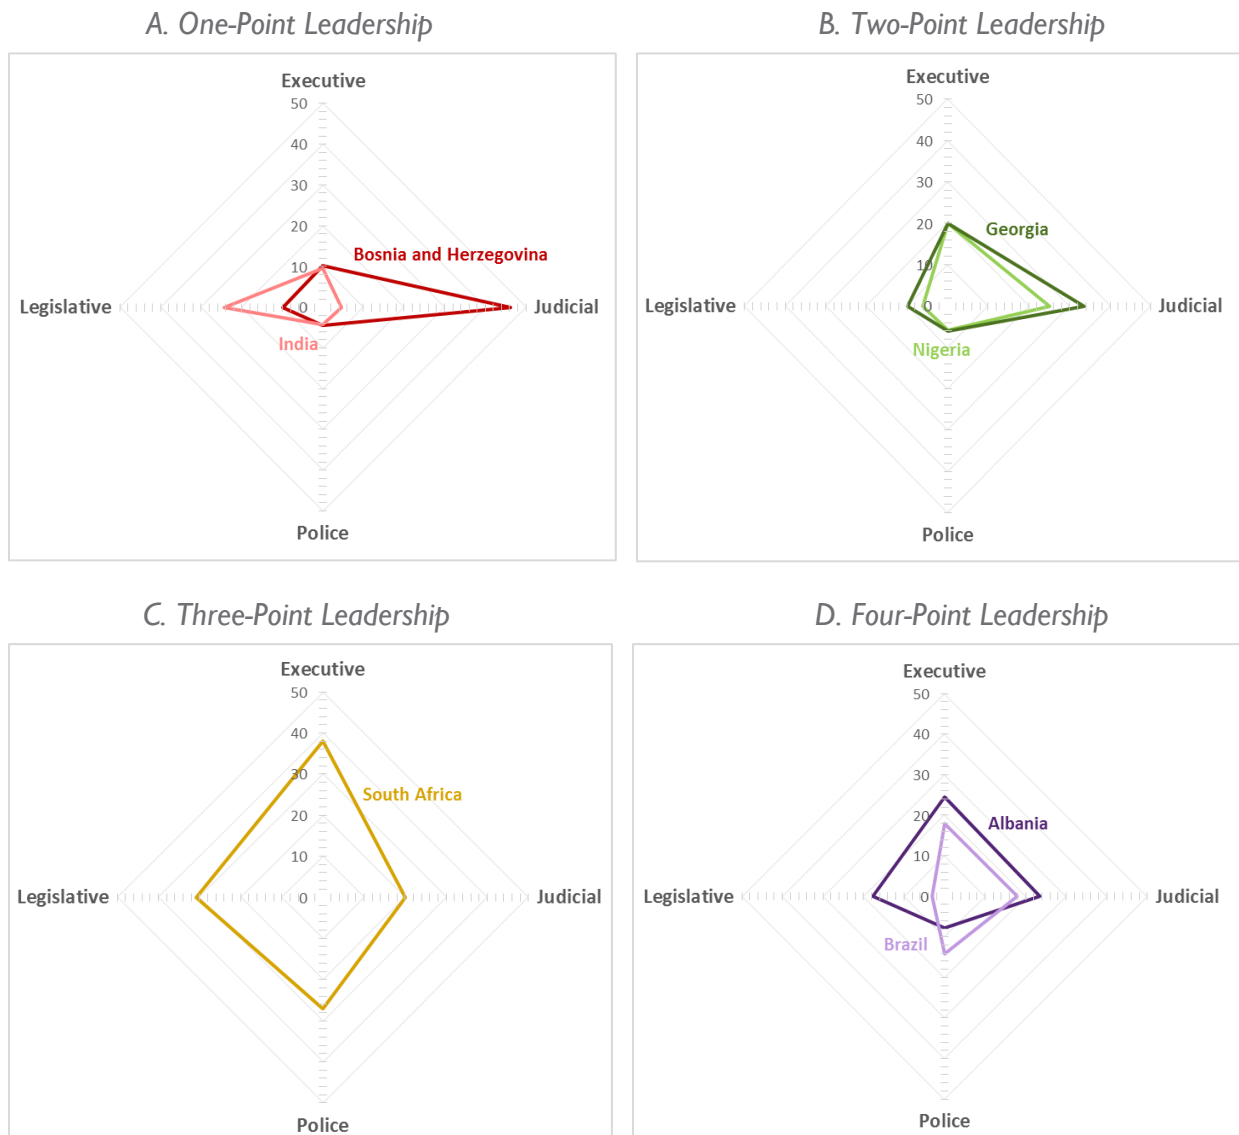 A. One-Point Leadership
Executive
50
40
30
20
10
0
Bosnia and Herzegovina
Legislative
Judicial
India
Police
B. Two-Point Leadership
Executive
50
40
30
20
10
0
Georgia
Legislative
Judicial
Nigeria
Police
C. Three-Point Leadership
Executive
50
40
30
20
10
0
South Africa
Legislative
Judicial
Police
D. Four-Point Leadership
Executive
50
40
30
20
10
0
Albania
Legislative
Judicial
Brazil
Police